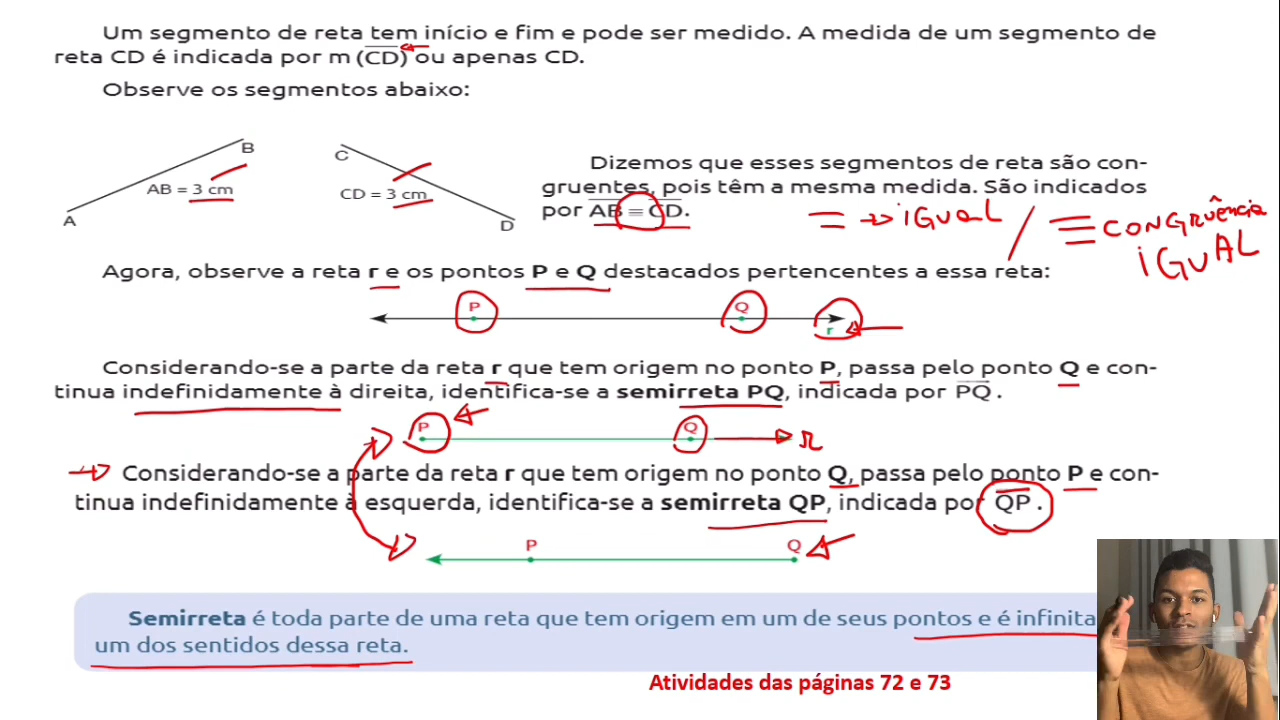 Um segmento de reta tem início e fim e pode ser medido. A medida de um segmento de
reta CD é indicada por m (CD) ou apenas CD.
Observe os segmentos abaixo:
A
B
AB = 3 cm
C
D
CD = 3 cm
Dizemos que esses segmentos de reta são con-
gruentes, pois têm a mesma medida. São indicados
por AB ≡ CD.
= → iGUAL / ≡ CONGRUÊNCIA
iGUAL
Agora, observe a reta r e os pontos P e Q destacados pertencentes a essa reta:
P Q
r
Considerando-se a parte da reta r que tem origem no ponto P, passa pelo ponto Q e con-
tinua indefinidamente à direita, identifica-se a semirreta PQ, indicada por PQ .
P Q r
→ Considerando-se a parte da reta r que tem origem no ponto Q, passa pelo ponto P e con-
tinua indefinidamente à esquerda, identifica-se a semirreta QP, indicada por QP .
P Q
Semirreta é toda parte de uma reta que tem origem em um de seus pontos e é infinita
um dos sentidos dessa reta.
Atividades das páginas 72 e 73